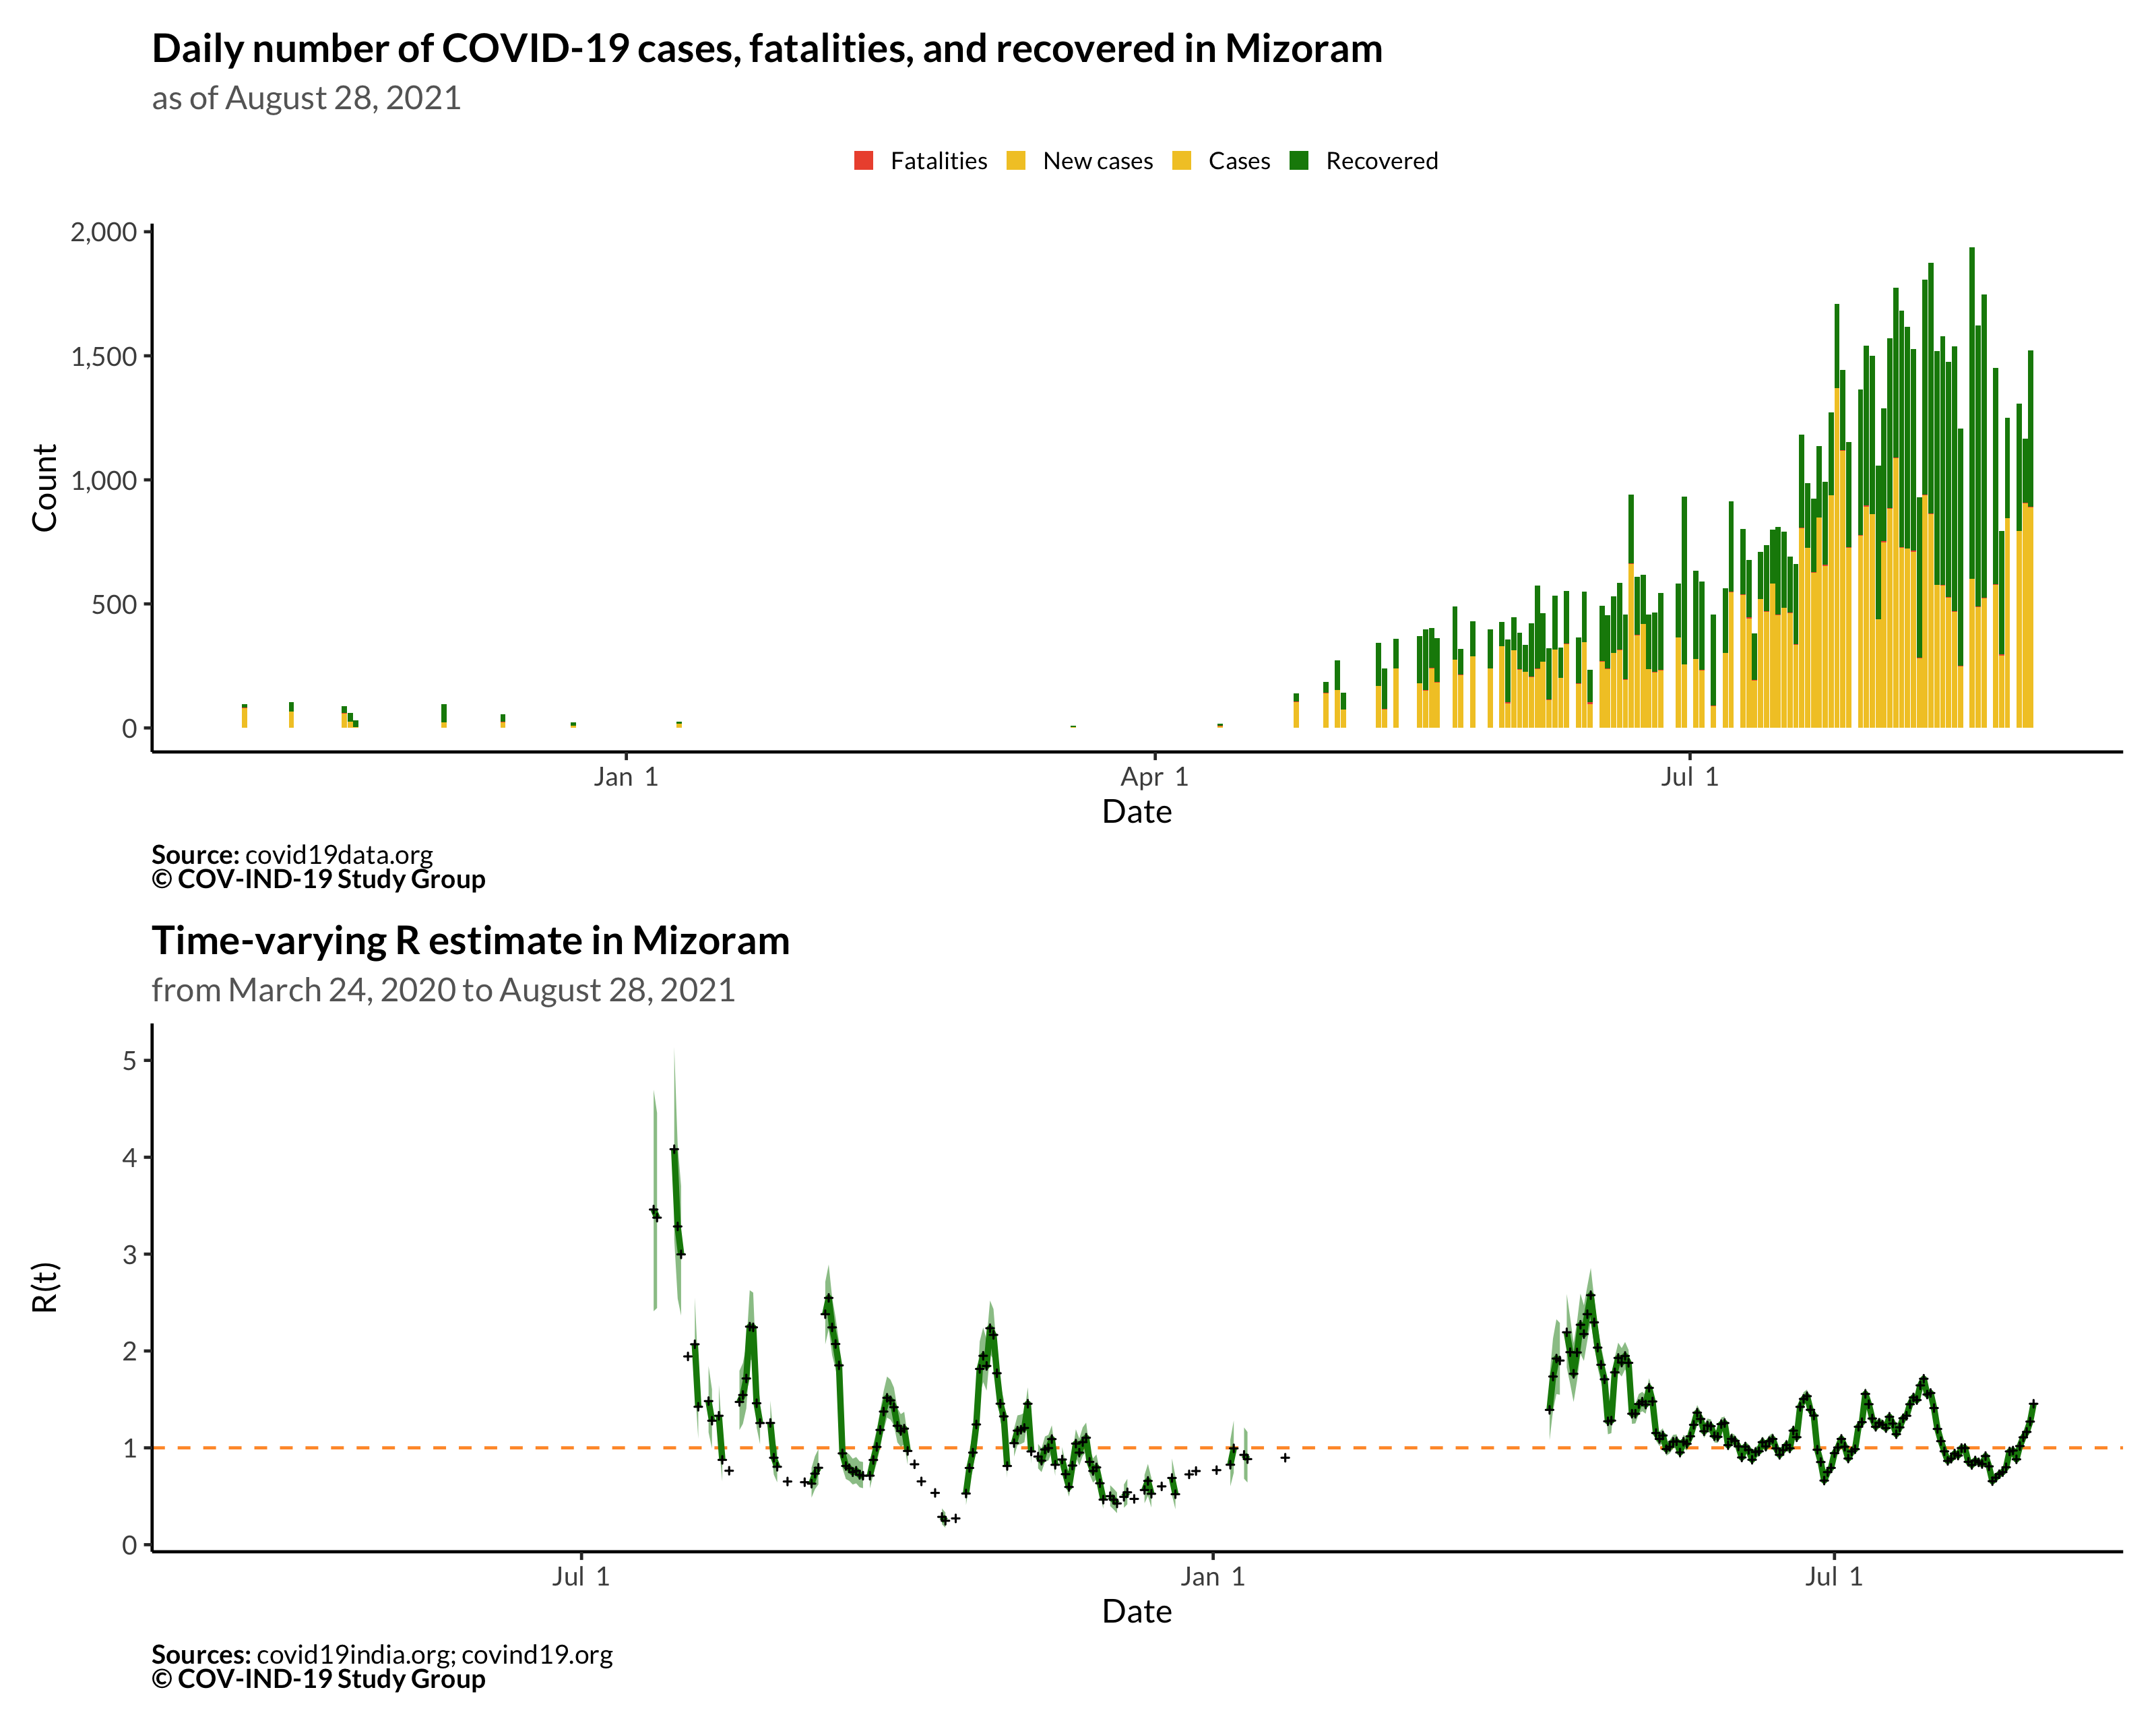 Daily number of COVID-19 cases, fatalities, and recovered in Mizoram
as of August 28, 2021
Fatalities New cases Cases Recovered
2,000
1,500
1,000
500
0
Count
Jan 1 Apr 1 Jul 1
Date
Source: covid19data.org
© COV-IND-19 Study Group
Time-varying R estimate in Mizoram
from March 24, 2020 to August 28, 2021
5
4
3
2
1
0
R(t)
Jul 1 Jan 1 Jul 1
Date
Sources: covid19india.org; covind19.org
© COV-IND-19 Study Group